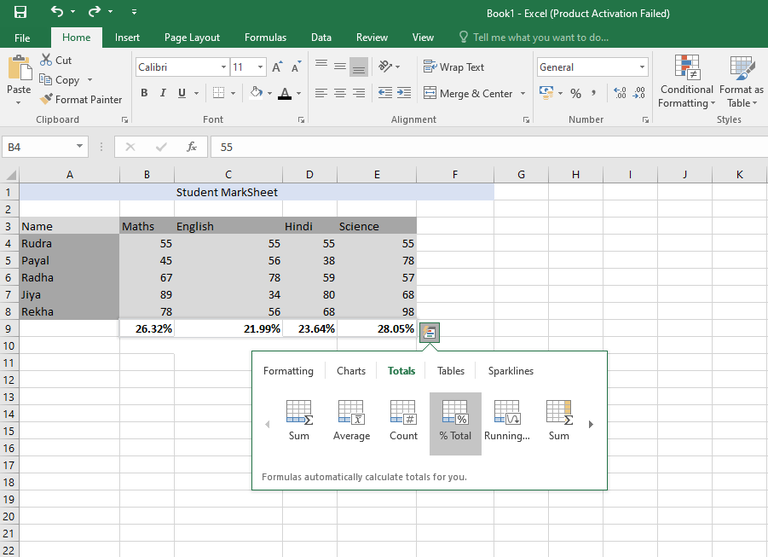 Book1 - Excel (Product Activation Failed)
File Home Insert Page Layout Formulas Data Review View Tell me what you want to do...
Paste
Cut
Copy
Format Painter
Clipboard
Calibri 11 A A
B I U A
Font
Wrap Text
Merge & Center
Alignment
General
% , .0 .00 .00 .0
Number
Conditional Formatting
Format as Table
Styles
B4 fx 55
A B C D E F G H I J K
1 Student MarkSheet
2
3 Name Maths English Hindi Science
4 Rudra 55 55 55 55
5 Payal 45 56 38 78
6 Radha 67 78 59 57
7 Jiya 89 34 80 68
8 Rekha 78 56 68 98
9 26.32% 21.99% 23.64% 28.05%
10
11
12
13
14
15
16
17
18
19
20
21
22
Formatting Charts Totals Tables Sparklines
Sum Average Count % Total Running... Sum
Formulas automatically calculate totals for you.